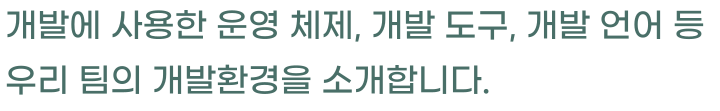 개발에 사용한 운영 체제, 개발 도구, 개발 언어 등
우리 팀의 개발환경을 소개합니다.